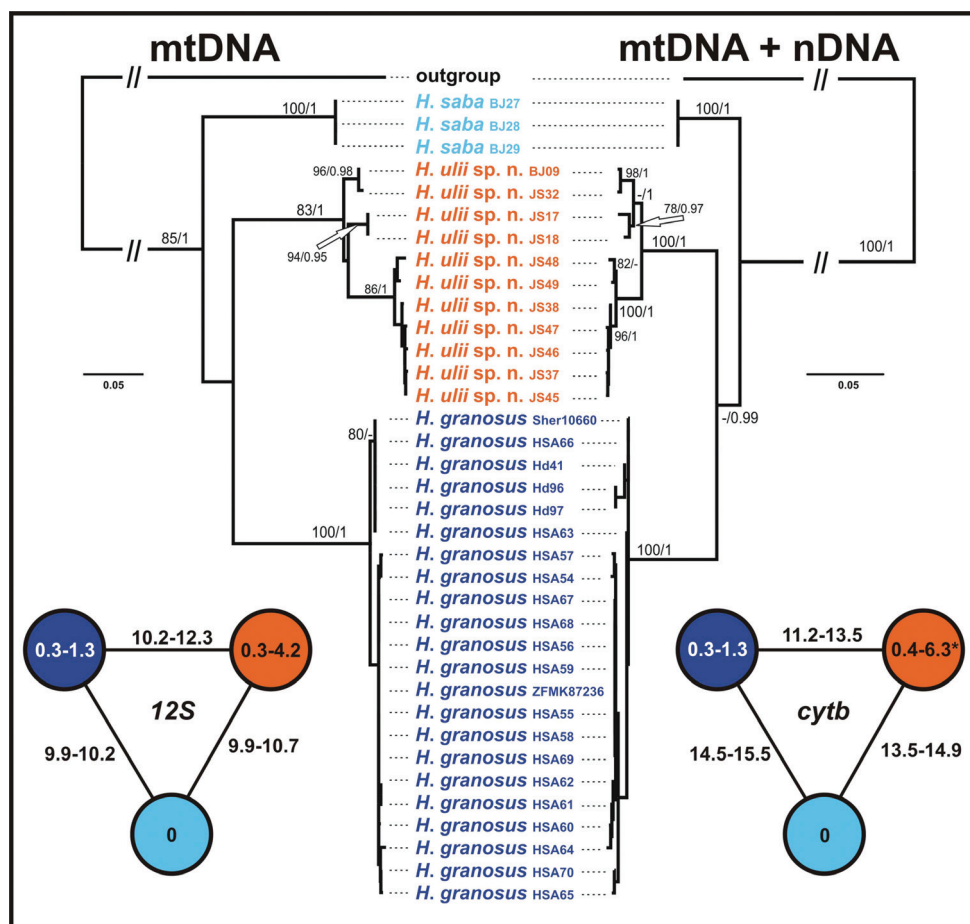 mtDNA
mtDNA + nDNA
// outgroup //
100/1 H. saba BJ27 100/1
H. saba BJ28
H. saba BJ29
96/0.98 H. ulii sp. n. BJ09 98/1
H. ulii sp. n. JS32 -/1
83/1 H. ulii sp. n. JS17 78/0.97
H. ulii sp. n. JS18
// 85/1 94/0.95 100/1 100/1 //
H. ulii sp. n. JS48 82/-
H. ulii sp. n. JS49
86/1 H. ulii sp. n. JS38 100/1
H. ulii sp. n. JS47
H. ulii sp. n. JS46 96/1
H. ulii sp. n. JS37
0.05 0.05
H. ulii sp. n. JS45
H. granosus Sher10660 -/0.99
80/- H. granosus HSA66
H. granosus Hd41
H. granosus Hd96
H. granosus Hd97
H. granosus HSA63
100/1 H. granosus HSA57 100/1
H. granosus HSA54
H. granosus HSA67
H. granosus HSA68
H. granosus HSA56
H. granosus HSA59
H. granosus ZFMK87236
H. granosus HSA55
H. granosus HSA58
H. granosus HSA69
H. granosus HSA62
H. granosus HSA61
H. granosus HSA60
H. granosus HSA64
H. granosus HSA70
H. granosus HSA65
0.3-1.3 10.2-12.3 0.3-4.2
12S
9.9-10.2 9.9-10.7
0
0.3-1.3 11.2-13.5 0.4-6.3*
cytb
14.5-15.5 13.5-14.9
0